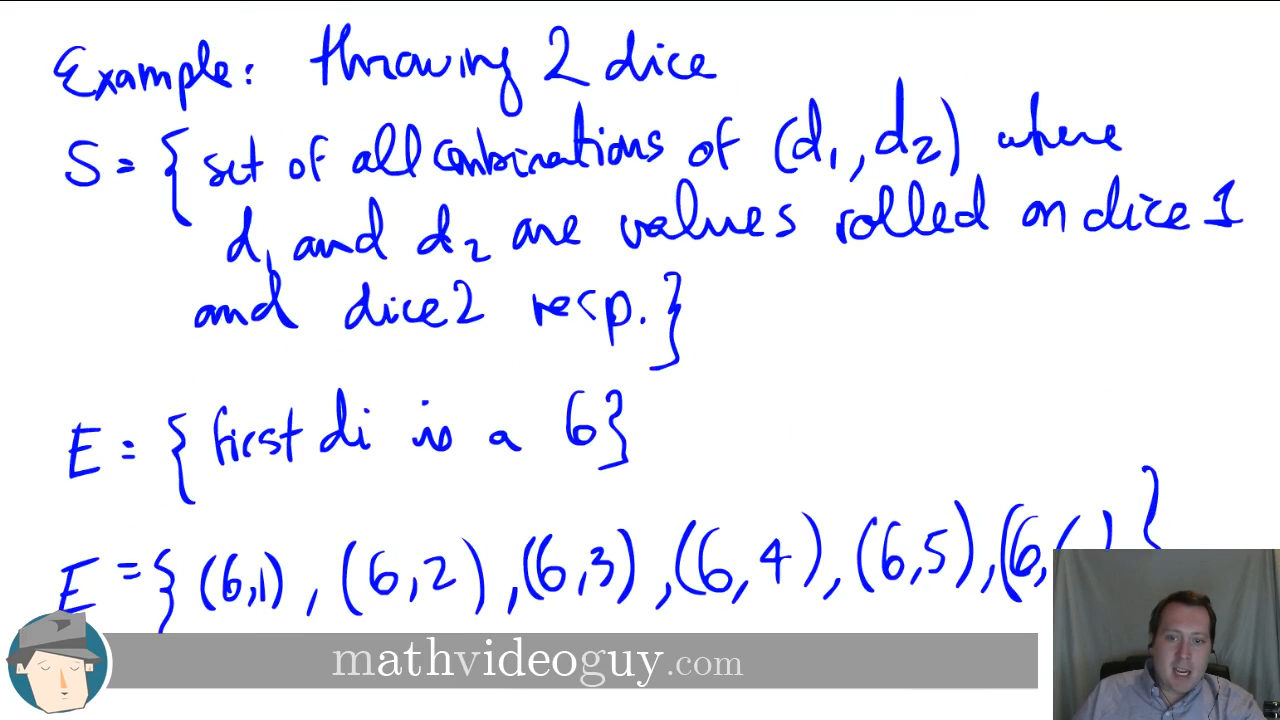 Example: throwing 2 dice
S = { set of all combinations of (d1, d2) where
d1 and d2 are values rolled on dice 1
and dice 2 resp. }
E = { first di is a 6 }
E = { (6,1), (6,2), (6,3), (6,4), (6,5), (6, }
mathvideoguy.com